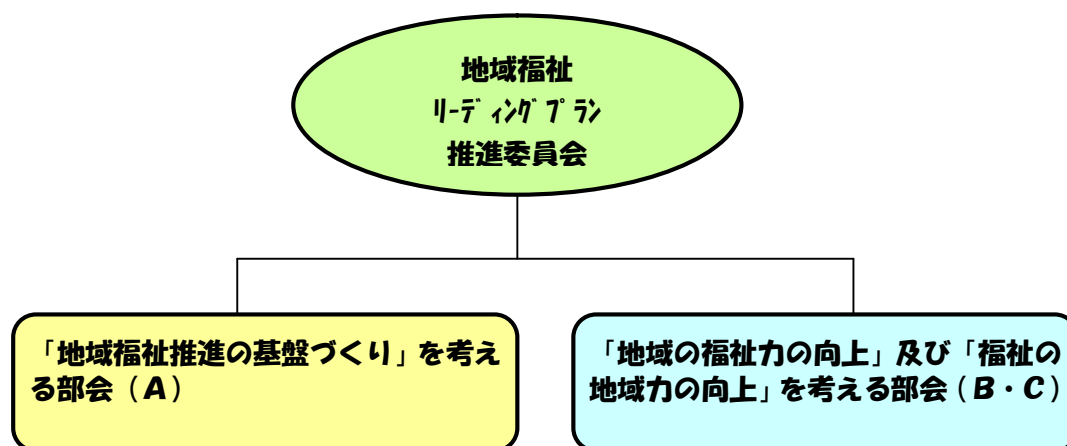 地域福祉
ﾘｰﾃﾞｨﾝｸﾞﾌﾟﾗﾝ
推進委員会
「地域福祉推進の基盤づくり」を考え
る部会（A）
「地域の福祉力の向上」及び「福祉の
地域力の向上」を考える部会（B・C）